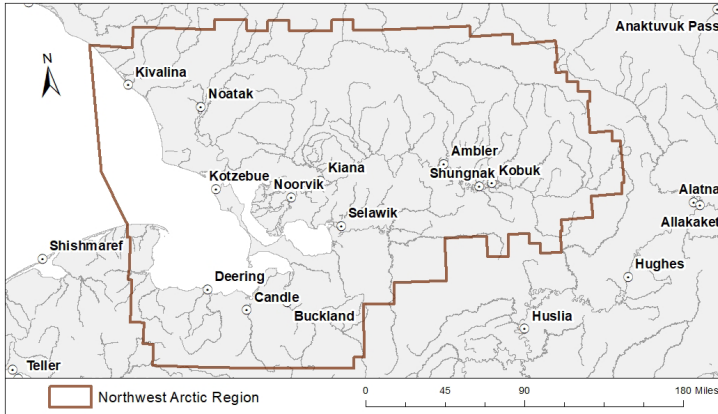 Anaktuvuk Pass
N
Kivalina
Noatak
Ambler
Kiana
Shungnak
Kobuk
Kotzebue
Noorvik
Alatna
Selawik
Allakaket
Shishmaref
Hughes
Deering
Candle
Buckland
Huslia
Teller
Northwest Arctic Region
0 45 90 180 Miles